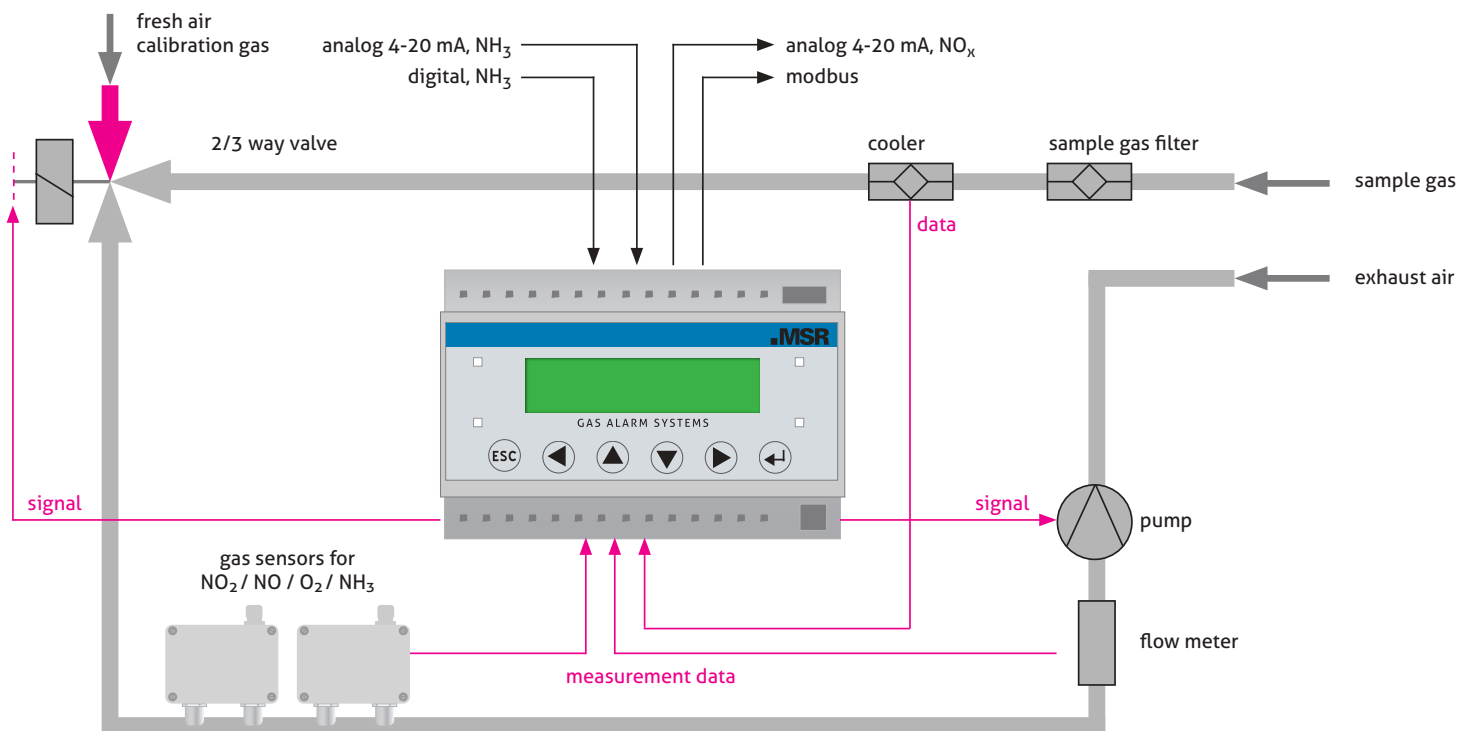 fresh air
calibration gas
analog 4-20 mA, NH₃
digital, NH₃
analog 4-20 mA, NOₓ
modbus
2/3 way valve
cooler
sample gas filter
sample gas
data
exhaust air
.MSR
GAS ALARM SYSTEMS
ESC
signal
signal
pump
gas sensors for
NO₂ / NO / O₂ / NH₃
flow meter
measurement data